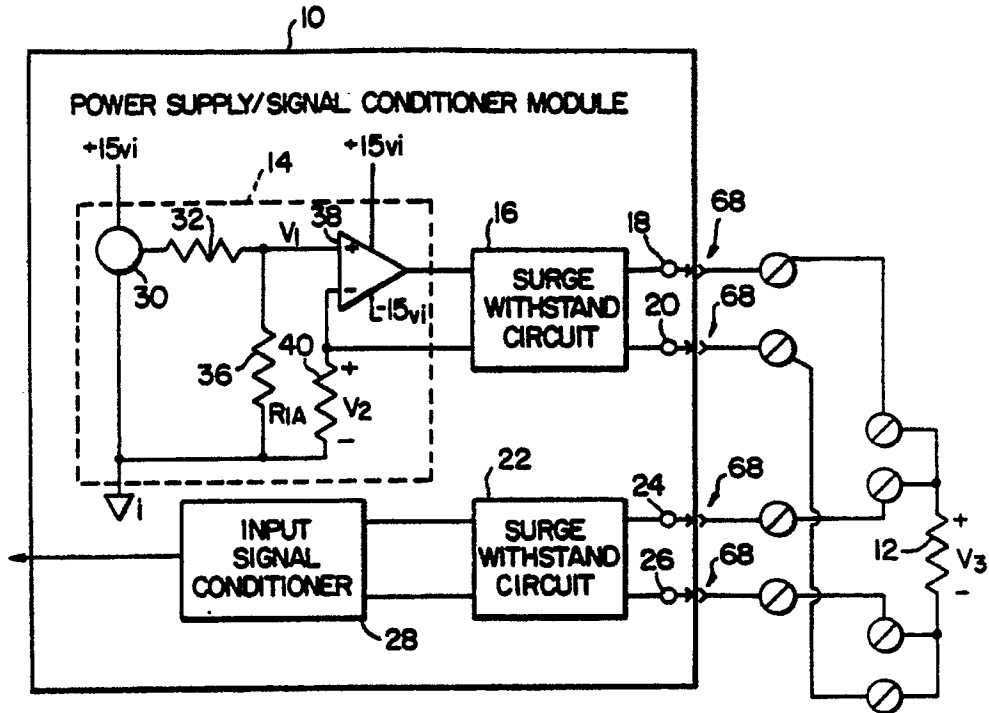 10
POWER SUPPLY/SIGNAL CONDITIONER MODULE
+15vi
+15vi
14
32
V1
38
+
-
-15vi
30
36
R1A
40
+
V2
-
i
16
SURGE
WITHSTAND
CIRCUIT
18
68
20
68
22
SURGE
WITHSTAND
CIRCUIT
24
68
26
68
INPUT
SIGNAL
CONDITIONER
28
12
+
V3
-